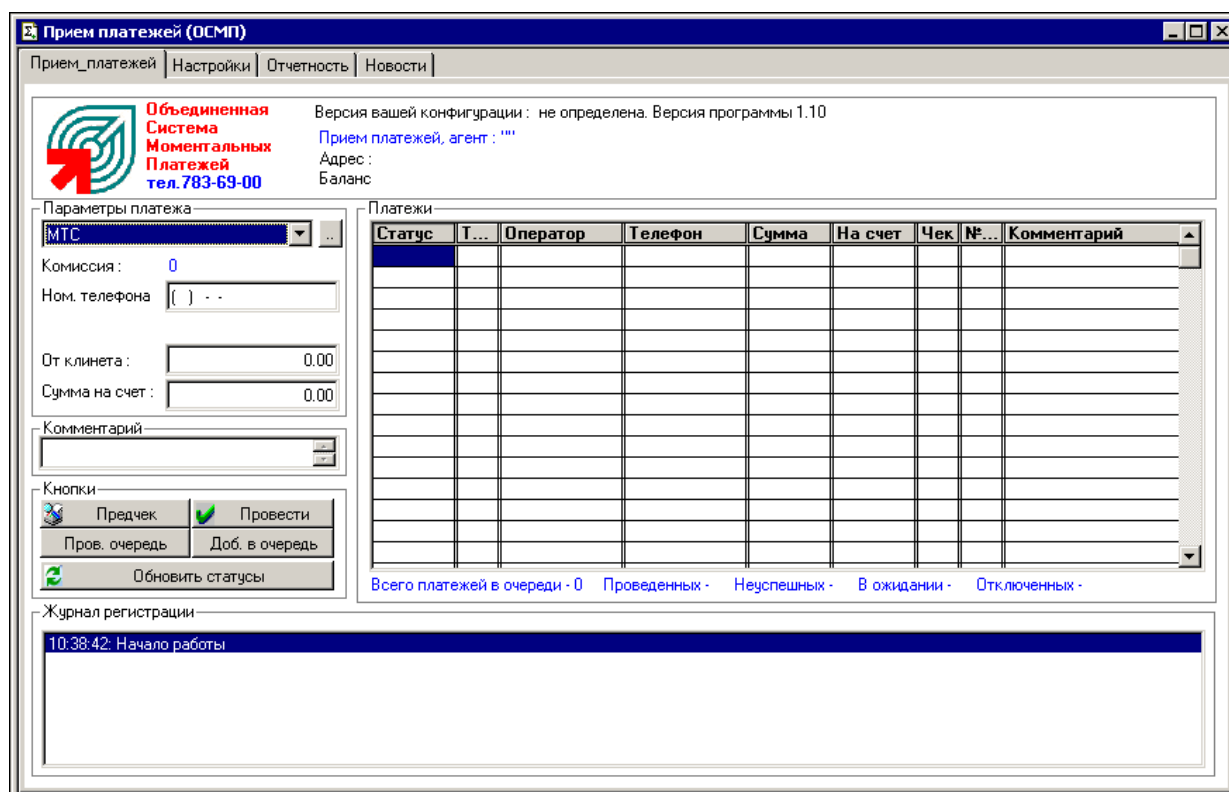 Прием платежей (ОСМП)
Прием_платежей Настройки Отчетность Новости
Объединенная
Система
Моментальных
Платежей
тел.783-69-00
Версия вашей конфигурации : не определена. Версия программы 1.10
Прием платежей, агент : ""
Адрес :
Баланс
Параметры платежа
МТС ..
Комиссия : 0
Ном. телефона ( ) - -
От клинета : 0.00
Сумма на счет : 0.00
Комментарий
Кнопки
Предчек Провести
Пров. очередь Доб. в очередь
Обновить статусы
Платежи
Статус Т... Оператор Телефон Сумма На счет Чек №... Комментарий
Всего платежей в очереди - 0 Проведенных - Неуспешных - В ожидании - Отключенных -
Журнал регистрации
10:38:42: Начало работы